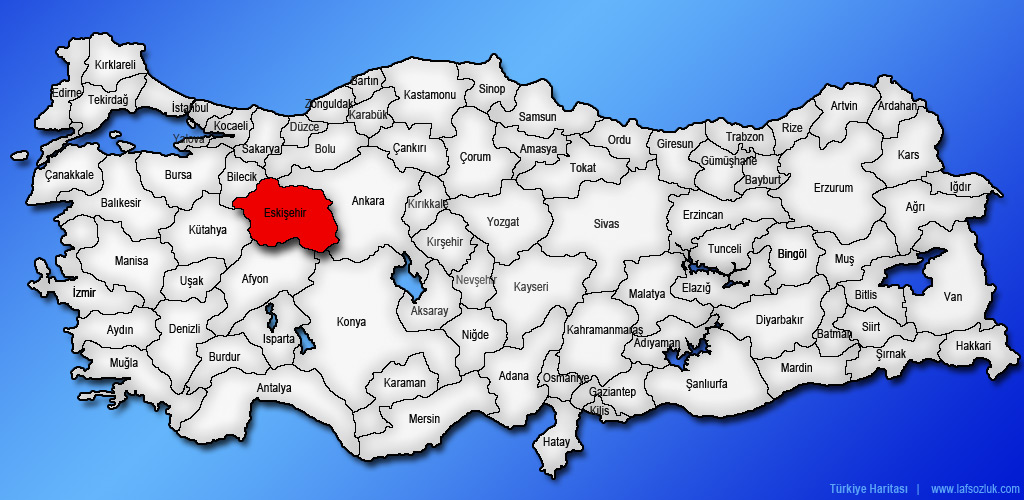 Kırklareli
Edirne
Tekirdağ
İstanbul
Yalova
Kocaeli
Sakarya
Düzce
Zonguldak
Bartın
Karabük
Kastamonu
Sinop
Samsun
Bolu
Çankırı
Çorum
Amasya
Tokat
Ordu
Giresun
Trabzon
Rize
Artvin
Ardahan
Gümüşhane
Bayburt
Kars
Iğdır
Ağrı
Erzurum
Erzincan
Çanakkale
Balıkesir
Bursa
Bilecik
Eskişehir
Kütahya
Ankara
Kırıkkale
Kırşehir
Yozgat
Sivas
Tunceli
Bingöl
Muş
Elazığ
Malatya
Bitlis
Van
Manisa
İzmir
Uşak
Afyon
Nevşehir
Kayseri
Aksaray
Konya
Niğde
Aydın
Denizli
Isparta
Burdur
Muğla
Antalya
Karaman
Mersin
Adana
Kahramanmaraş
Osmaniye
Gaziantep
Kilis
Hatay
Adıyaman
Şanlıurfa
Diyarbakır
Mardin
Batman
Siirt
Şırnak
Hakkari
Türkiye Haritası | www.lafsozluk.com